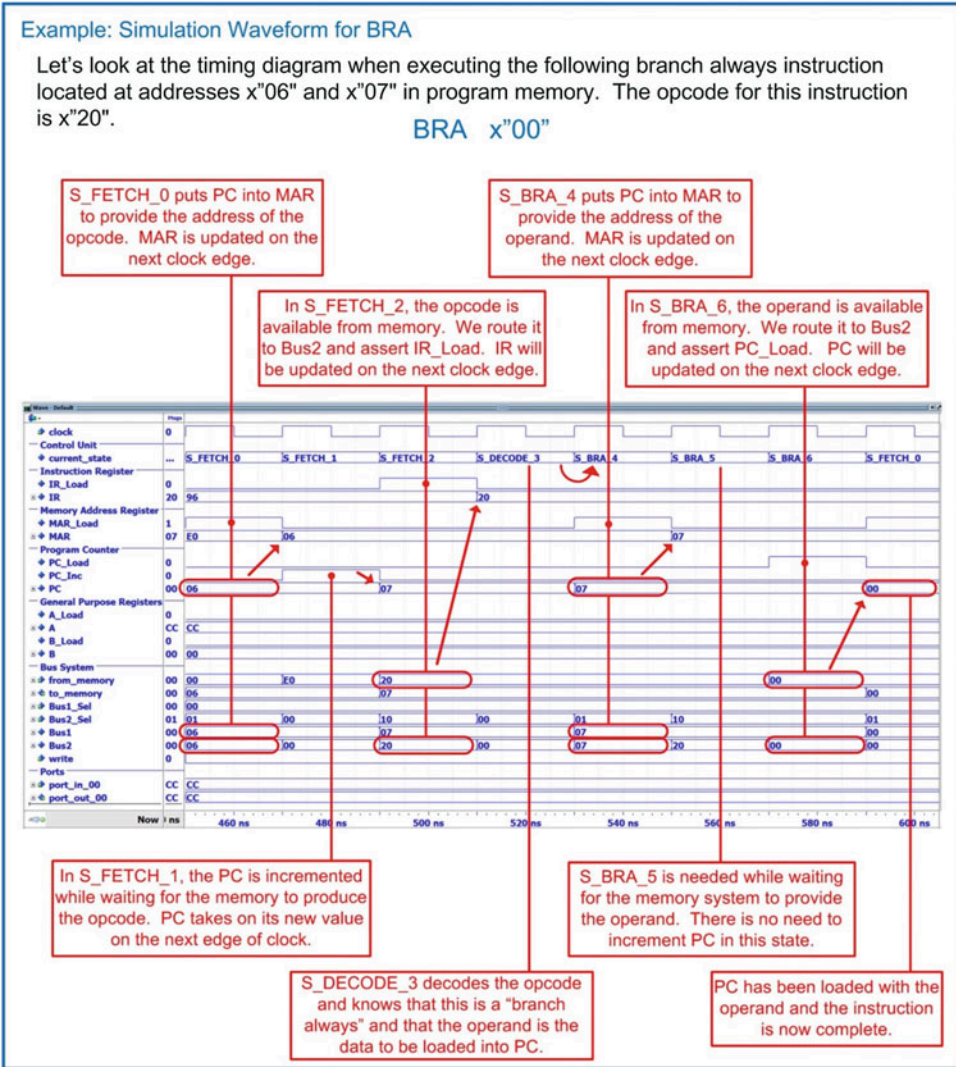 Example: Simulation Waveform for BRA
Let's look at the timing diagram when executing the following branch always instruction
located at addresses x"06" and x"07" in program memory. The opcode for this instruction
is x"20".
BRA x"00"
S_FETCH_0 puts PC into MAR
to provide the address of the
opcode. MAR is updated on the
next clock edge.
S_BRA_4 puts PC into MAR to
provide the address of the
operand. MAR is updated on
the next clock edge.
In S_FETCH_2, the opcode is
available from memory. We route it
to Bus2 and assert IR_Load. IR will
be updated on the next clock edge.
In S_BRA_6, the operand is available
from memory. We route it to Bus2
and assert PC_Load. PC will be
updated on the next clock edge.
Wave - Default
Msgs
clock 0
Control Unit
current_state ... S_FETCH_0 S_FETCH_1 S_FETCH_2 S_DECODE_3 S_BRA_4 S_BRA_5 S_BRA_6 S_FETCH_0
Instruction Register
IR_Load 0
IR 20 96 20
Memory Address Register
MAR_Load 1
MAR 07 E0 06 07
Program Counter
PC_Load 0
PC_Inc 0
PC 00 06 07 07 00
General Purpose Registers
A_Load 0
A CC CC
B_Load 0
B 00 00
Bus System
from_memory 00 00 E0 20 00
to_memory 00 06 07 00
Bus1_Sel 00 00
Bus2_Sel 01 01 00 10 00 01 10 01
Bus1 00 06 07 07 00
Bus2 00 06 00 20 00 07 20 00 00
write 0
Ports
port_in_00 CC CC
port_out_00 CC CC
Now ns 460 ns 480 ns 500 ns 520 ns 540 ns 560 ns 580 ns 600 ns
In S_FETCH_1, the PC is incremented
while waiting for the memory to produce
the opcode. PC takes on its new value
on the next edge of clock.
S_BRA_5 is needed while waiting
for the memory system to provide
the operand. There is no need to
increment PC in this state.
S_DECODE_3 decodes the opcode
and knows that this is a "branch
always" and that the operand is the
data to be loaded into PC.
PC has been loaded with the
operand and the instruction
is now complete.